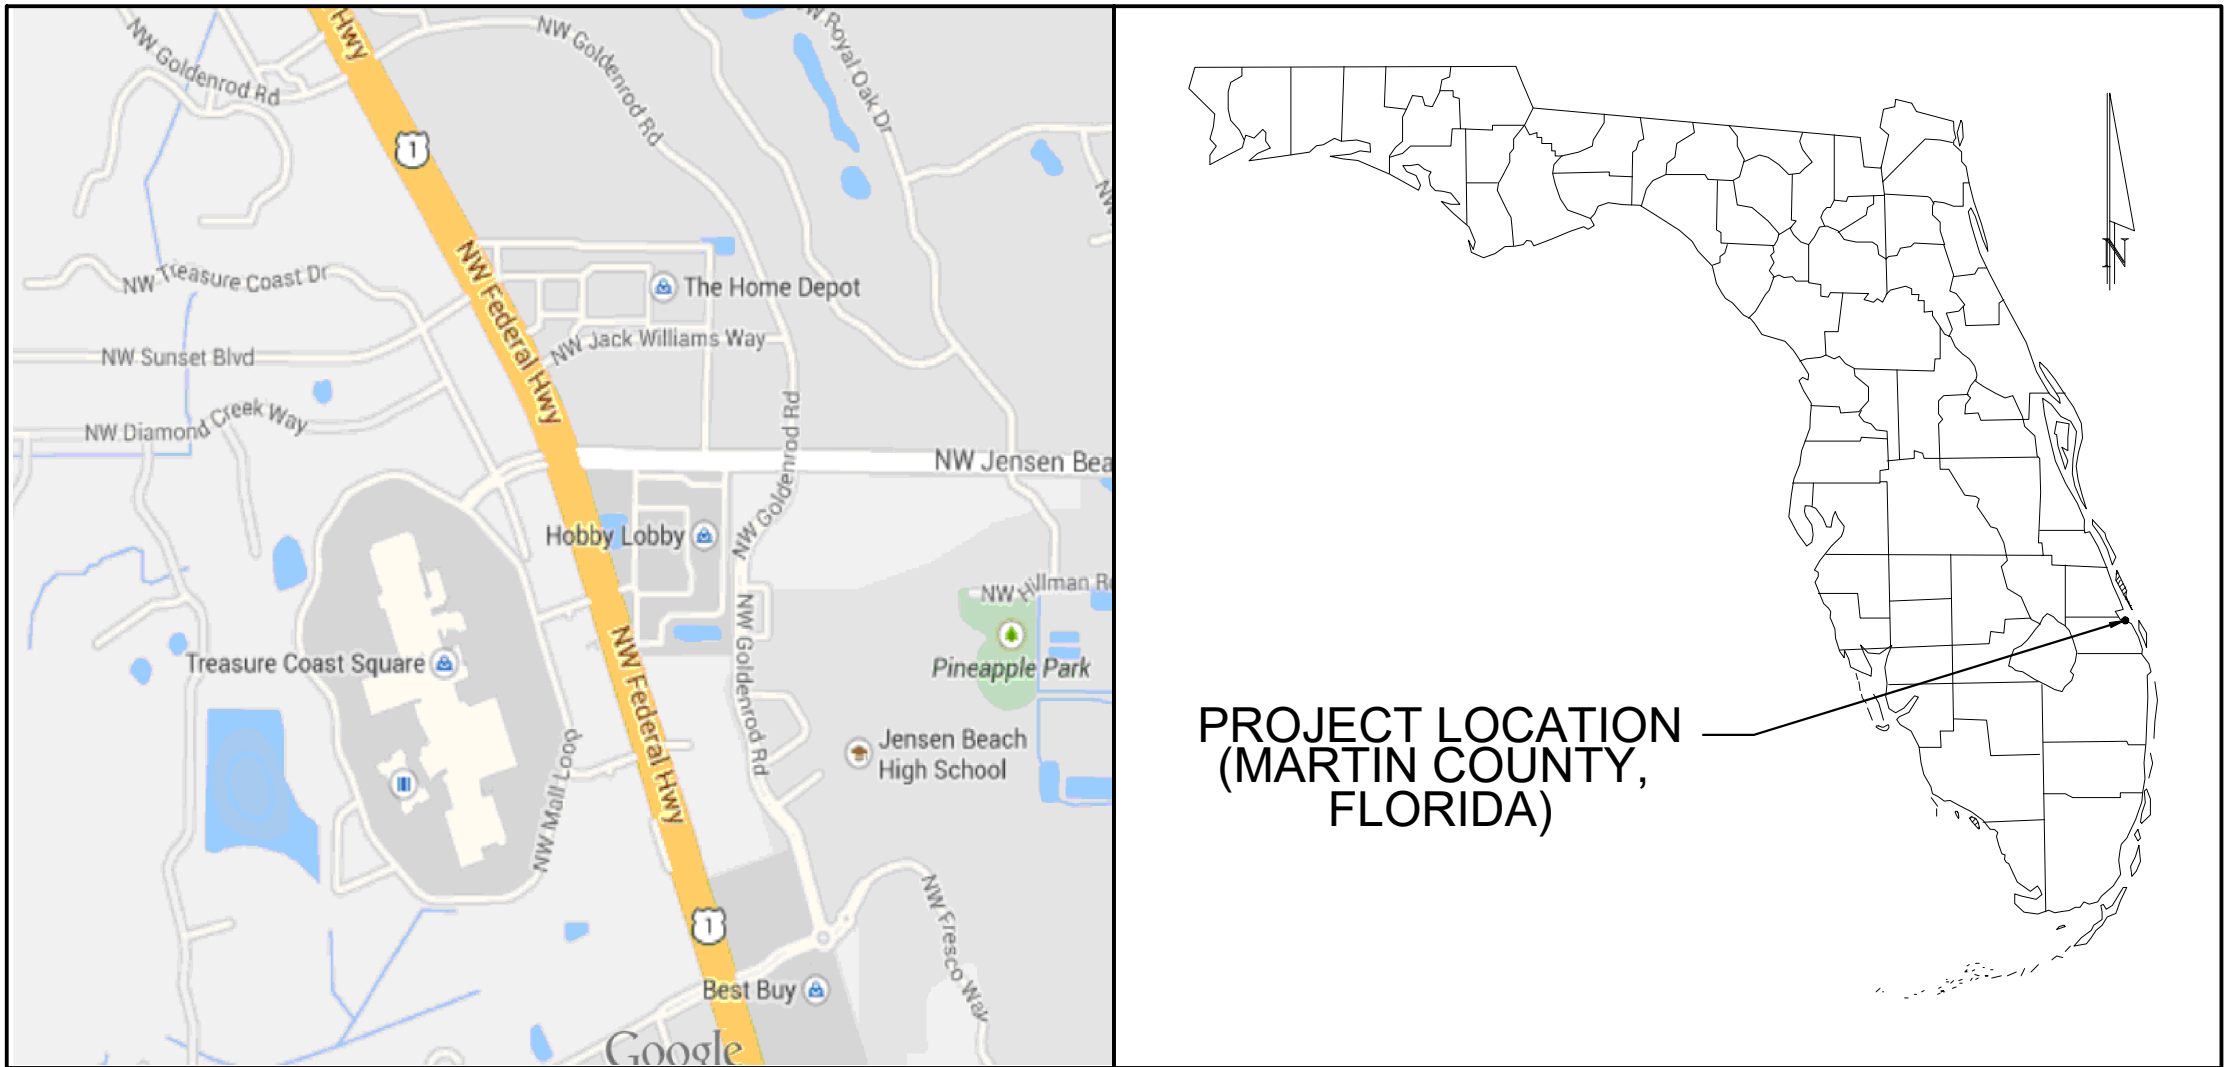 Hwy
NW Goldenrod Rd
NW Goldenrod Rd
NW Royal Oak Dr
1
NW
NW Treasure Coast Dr
NW Federal Hwy
The Home Depot
NW Jack Williams Way
NW Sunset Blvd
NW Diamond Creek Way
NW Goldenrod Rd
NW Jensen Bea
Hobby Lobby
NW Hillman R
NW Goldenrod Rd
NW Federal Hwy
Treasure Coast Square
Pineapple Park
Jensen Beach
High School
NW Mall Loop
1
NW Fresco Way
Best Buy
Google
N
PROJECT LOCATION
(MARTIN COUNTY,
FLORIDA)